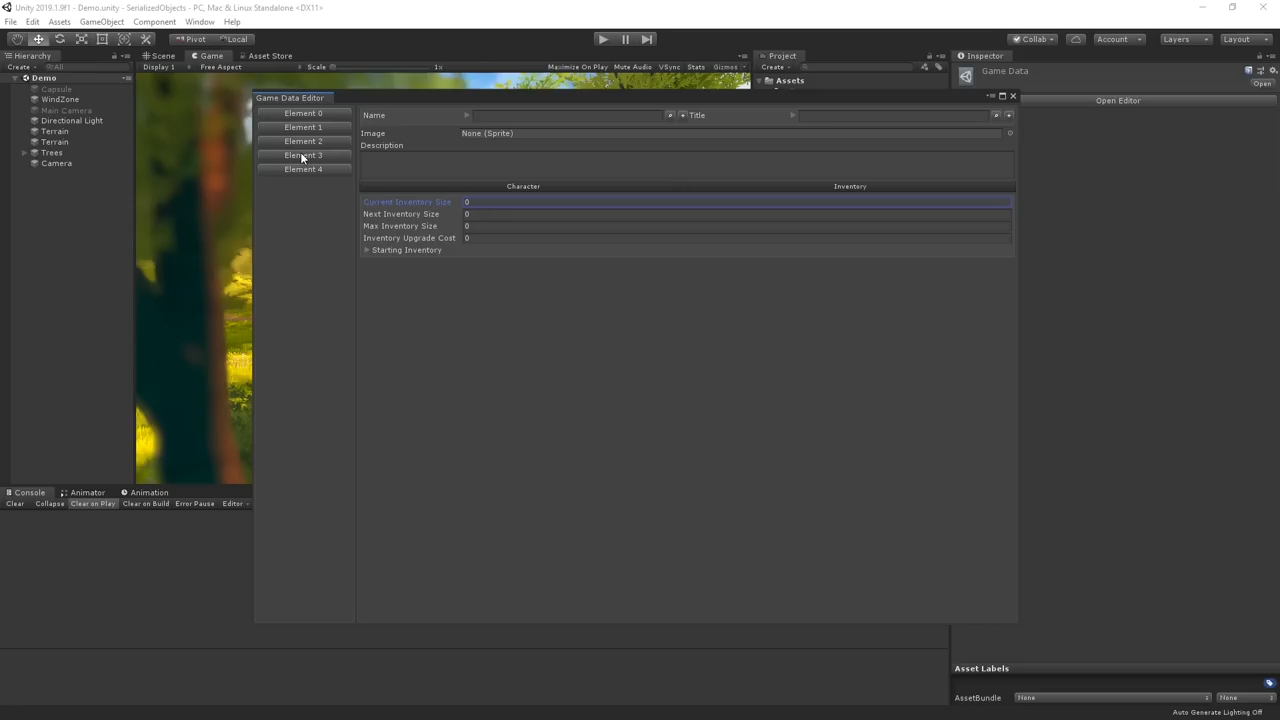 Unity 2019.1.9f1 - Demo.unity - SerializedObjects - PC, Mac & Linux Standalone <DX11>
File Edit Assets GameObject Component Window Help
Pivot Local Collab Account Layers Layout
Hierarchy Scene Game Asset Store Project Inspector
Create All Display 1 Free Aspect Scale 1x Maximize On Play Mute Audio VSync Stats Gizmos Create Game Data
Demo Assets Open
Capsule
WindZone
Main Camera
Directional Light
Terrain
Terrain
Trees
Camera
Open Editor
Game Data Editor
Element 0
Element 1
Element 2
Element 3
Element 4
Name Title
Image None (Sprite)
Description
Character Inventory
Current Inventory Size 0
Next Inventory Size 0
Max Inventory Size 0
Inventory Upgrade Cost 0
Starting Inventory
Console Animator Animation
Clear Collapse Clear on Play Clear on Build Error Pause Editor
Asset Labels
AssetBundle None None
Auto Generate Lighting Off